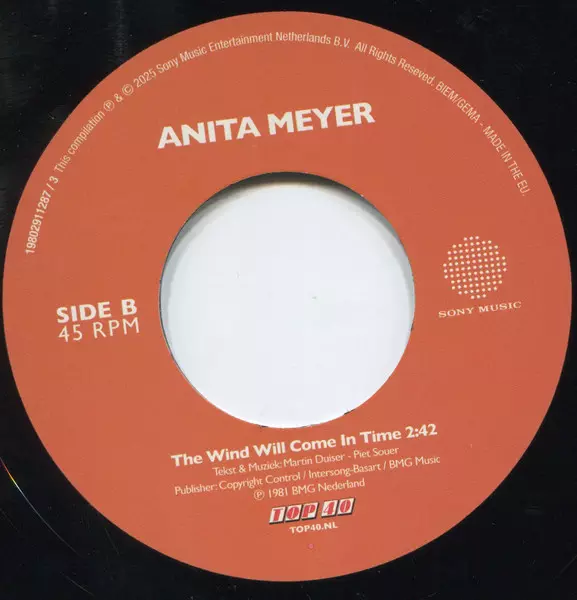 19802911287 / 3 This compilation ℗ & © 2025 Sony Music Entertainment Netherlands B.V. All Rights Reseved. BIEM/GEMA - MADE IN THE EU.
ANITA MEYER
SIDE B
45 RPM
SONY MUSIC
The Wind Will Come In Time 2:42
Tekst & Muziek: Martin Duiser - Piet Souer
Publisher: Copyright Control / Intersong-Basart / BMG Music
℗ 1981 BMG Nederland
TOP 40
TOP40.NL